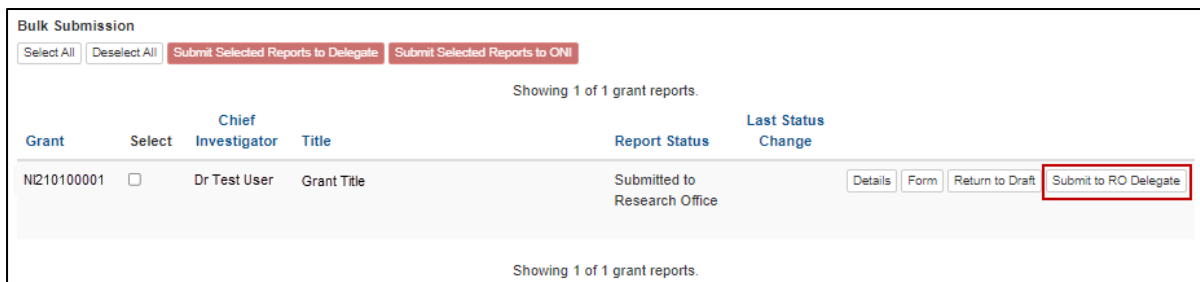 Bulk Submission
Select All Deselect All Submit Selected Reports to Delegate Submit Selected Reports to ONI
Showing 1 of 1 grant reports.
Grant Select Chief Investigator Title Report Status Last Status Change
NI210100001 Dr Test User Grant Title Submitted to Research Office Details Form Return to Draft Submit to RO Delegate
Showing 1 of 1 grant reports.